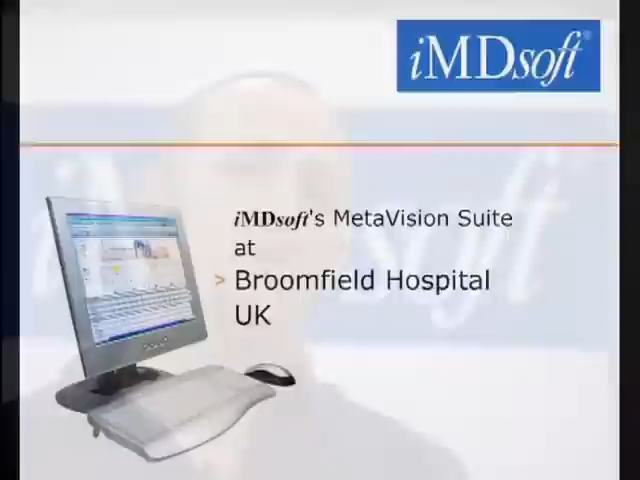 iMDsoft®
iMDsoft's MetaVision Suite
at
> Broomfield Hospital
UK